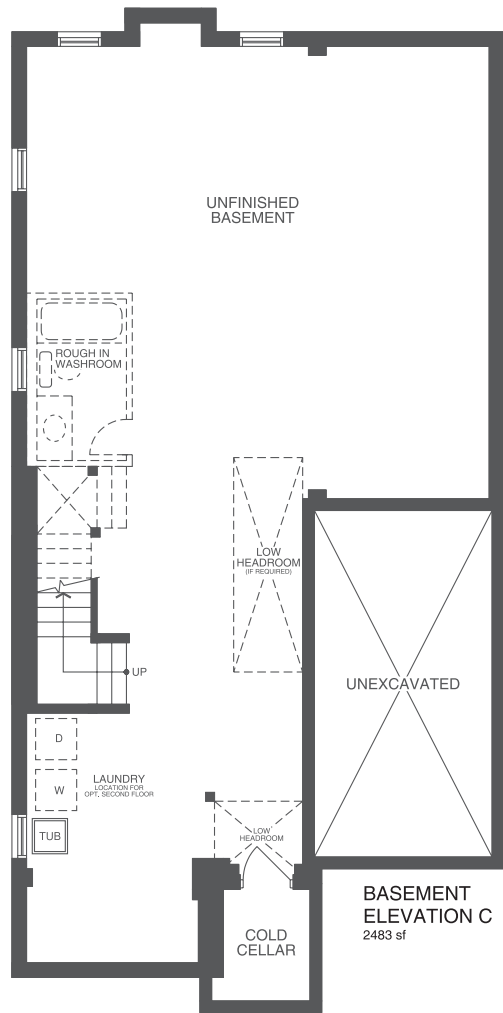 UNFINISHED
BASEMENT
ROUGH IN
WASHROOM
LOW
HEADROOM
(IF REQUIRED)
UP
UNEXCAVATED
D
W
LAUNDRY
LOCATION FOR
OPT. SECOND FLOOR
TUB
LOW
HEADROOM
COLD
CELLAR
BASEMENT
ELEVATION C
2483 sf